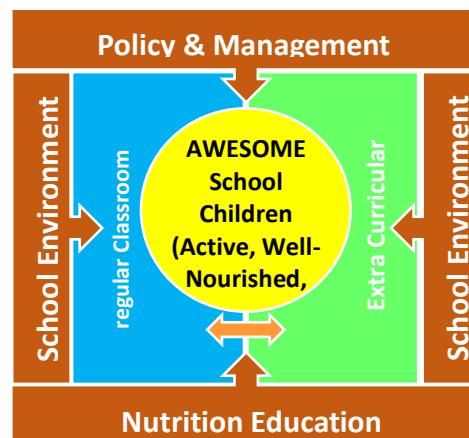 Policy & Management
School Environment
regular Classroom
AWESOME
School
Children
(Active, Well-
Nourished,
Extra Curricular
School Environment
Nutrition Education